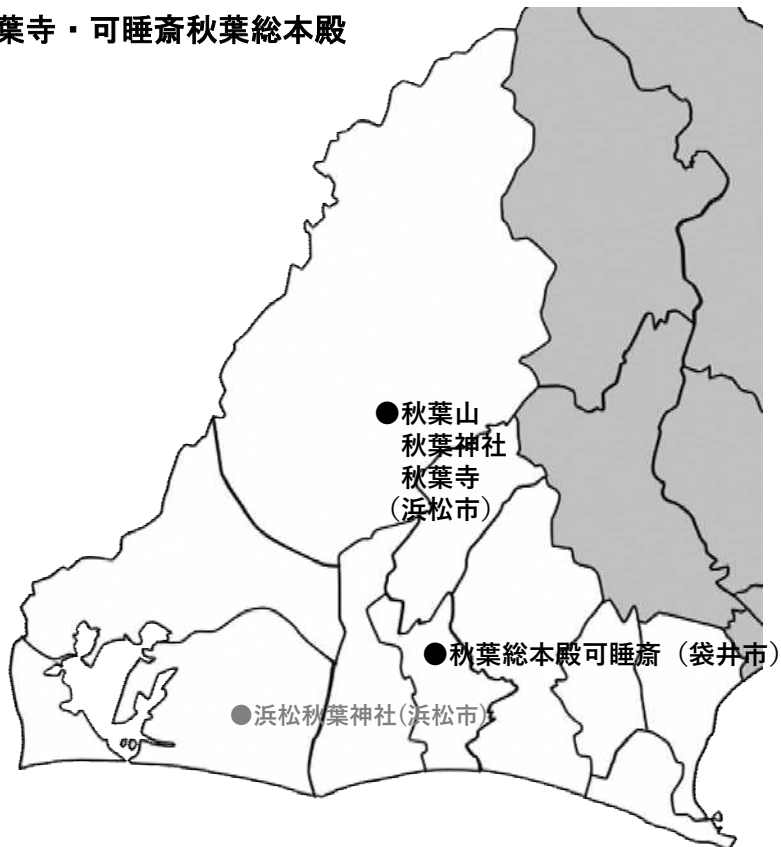 葉寺・可睡斎秋葉総本殿
●秋葉山
秋葉神社
秋葉寺
（浜松市）
●秋葉総本殿可睡斎（袋井市）
●浜松秋葉神社(浜松市)